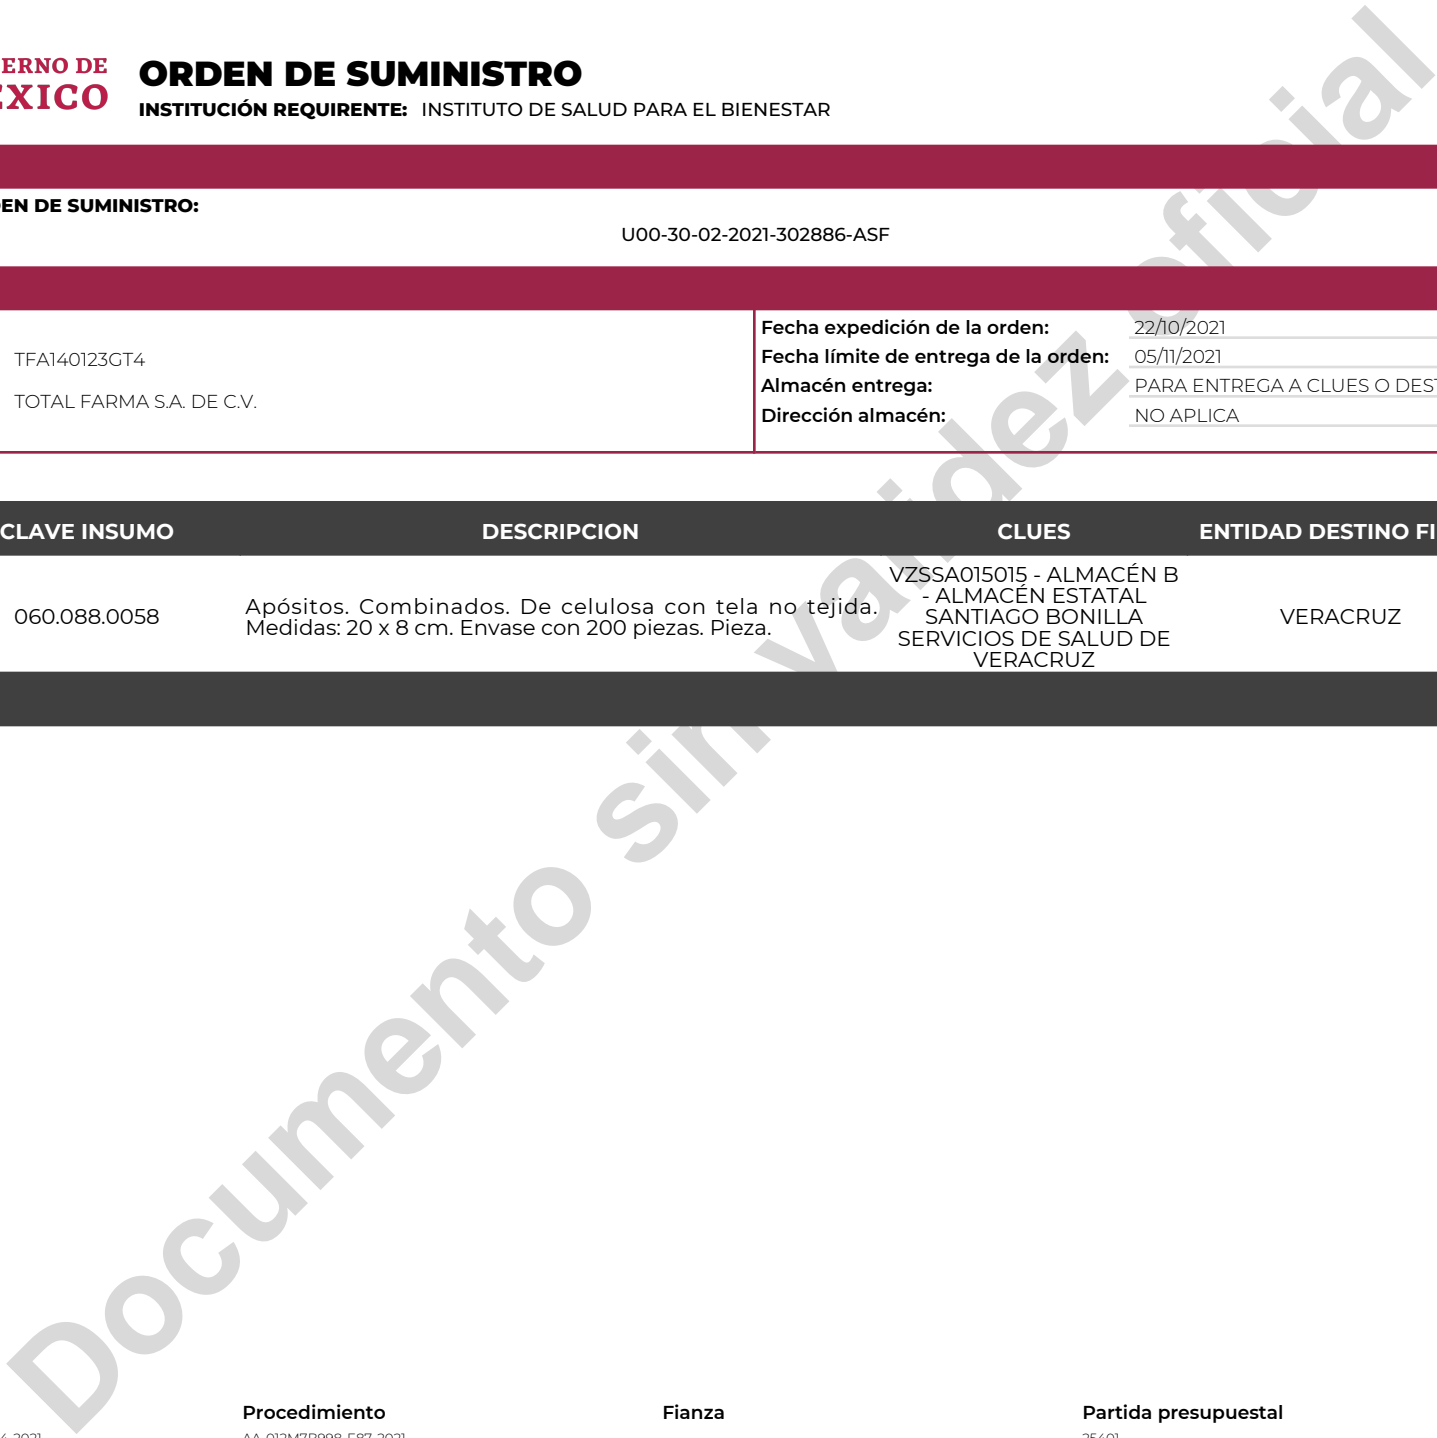 ERNO DE
ORDEN DE SUMINISTRO
EXICO
INSTITUCIÓN REQUIRENTE: INSTITUTO DE SALUD PARA EL BIENESTAR
EN DE SUMINISTRO:
U00-30-02-2021-302886-ASF
TFA140123GT4
TOTAL FARMA S.A. DE C.V.
Fecha expedición de la orden: 22/10/2021
Fecha límite de entrega de la orden: 05/11/2021
Almacén entrega: PARA ENTREGA A CLUES O DEST
Dirección almacén: NO APLICA
CLAVE INSUMO DESCRIPCION CLUES ENTIDAD DESTINO FI
060.088.0058
Apósitos. Combinados. De celulosa con tela no tejida.
Medidas: 20 x 8 cm. Envase con 200 piezas. Pieza.
VZSSA015015 - ALMACÉN B
- ALMACÉN ESTATAL
SANTIAGO BONILLA
SERVICIOS DE SALUD DE
VERACRUZ
VERACRUZ
Documento sin validez oficial
Procedimiento Fianza Partida presupuestal